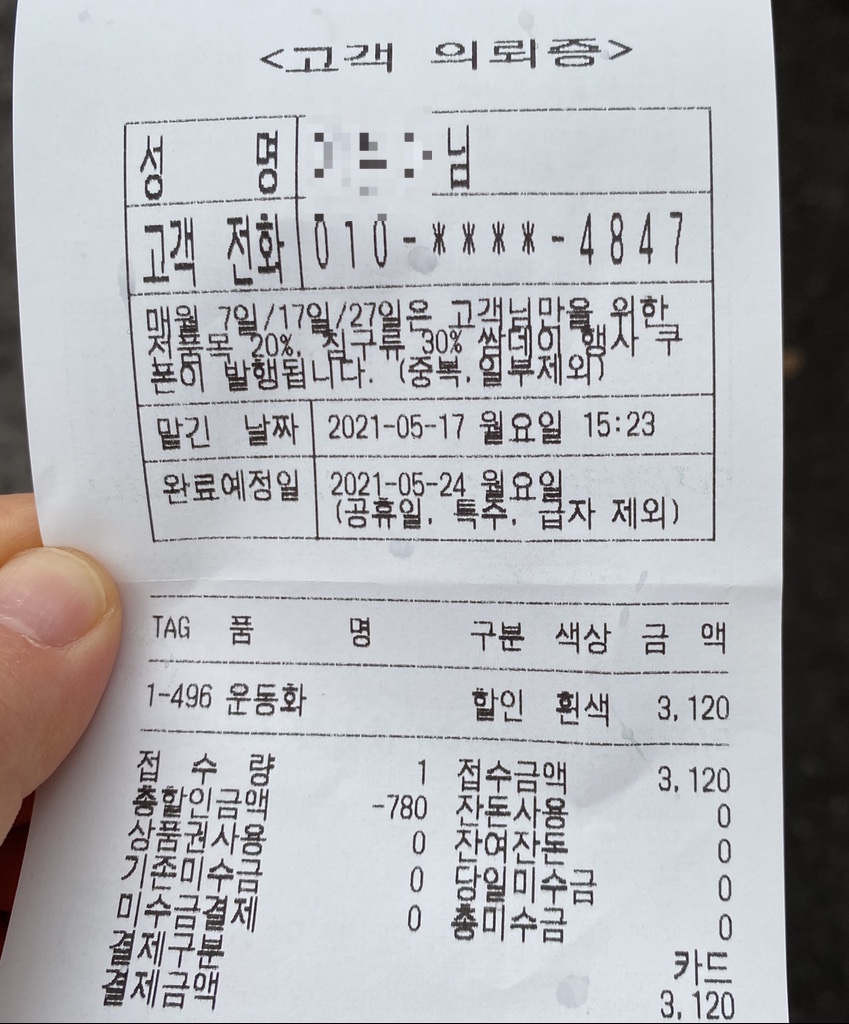 <고객 의뢰증>
성 명 님
고객 전화 010-****-4847
매월 7일/17일/27일은 고객님만을 위한
전품목 20%, 침구류 30% 쌈데이 행사 쿠
폰이 발행됩니다. (중복,일부제외)
맡긴 날짜 2021-05-17 월요일 15:23
완료예정일 2021-05-24 월요일
(공휴일, 특수, 급자 제외)
TAG 품 명 구분 색상 금 액
1-496 운동화 할인 흰색 3,120
접 수 량 1 접수금액 3,120
총할인금액 -780 잔돈사용 0
상품권사용 0 잔여잔돈 0
기존미수금 0 당일미수금 0
미수금결제 0 총미수금 0
결제구분 카드
결제금액 3,120